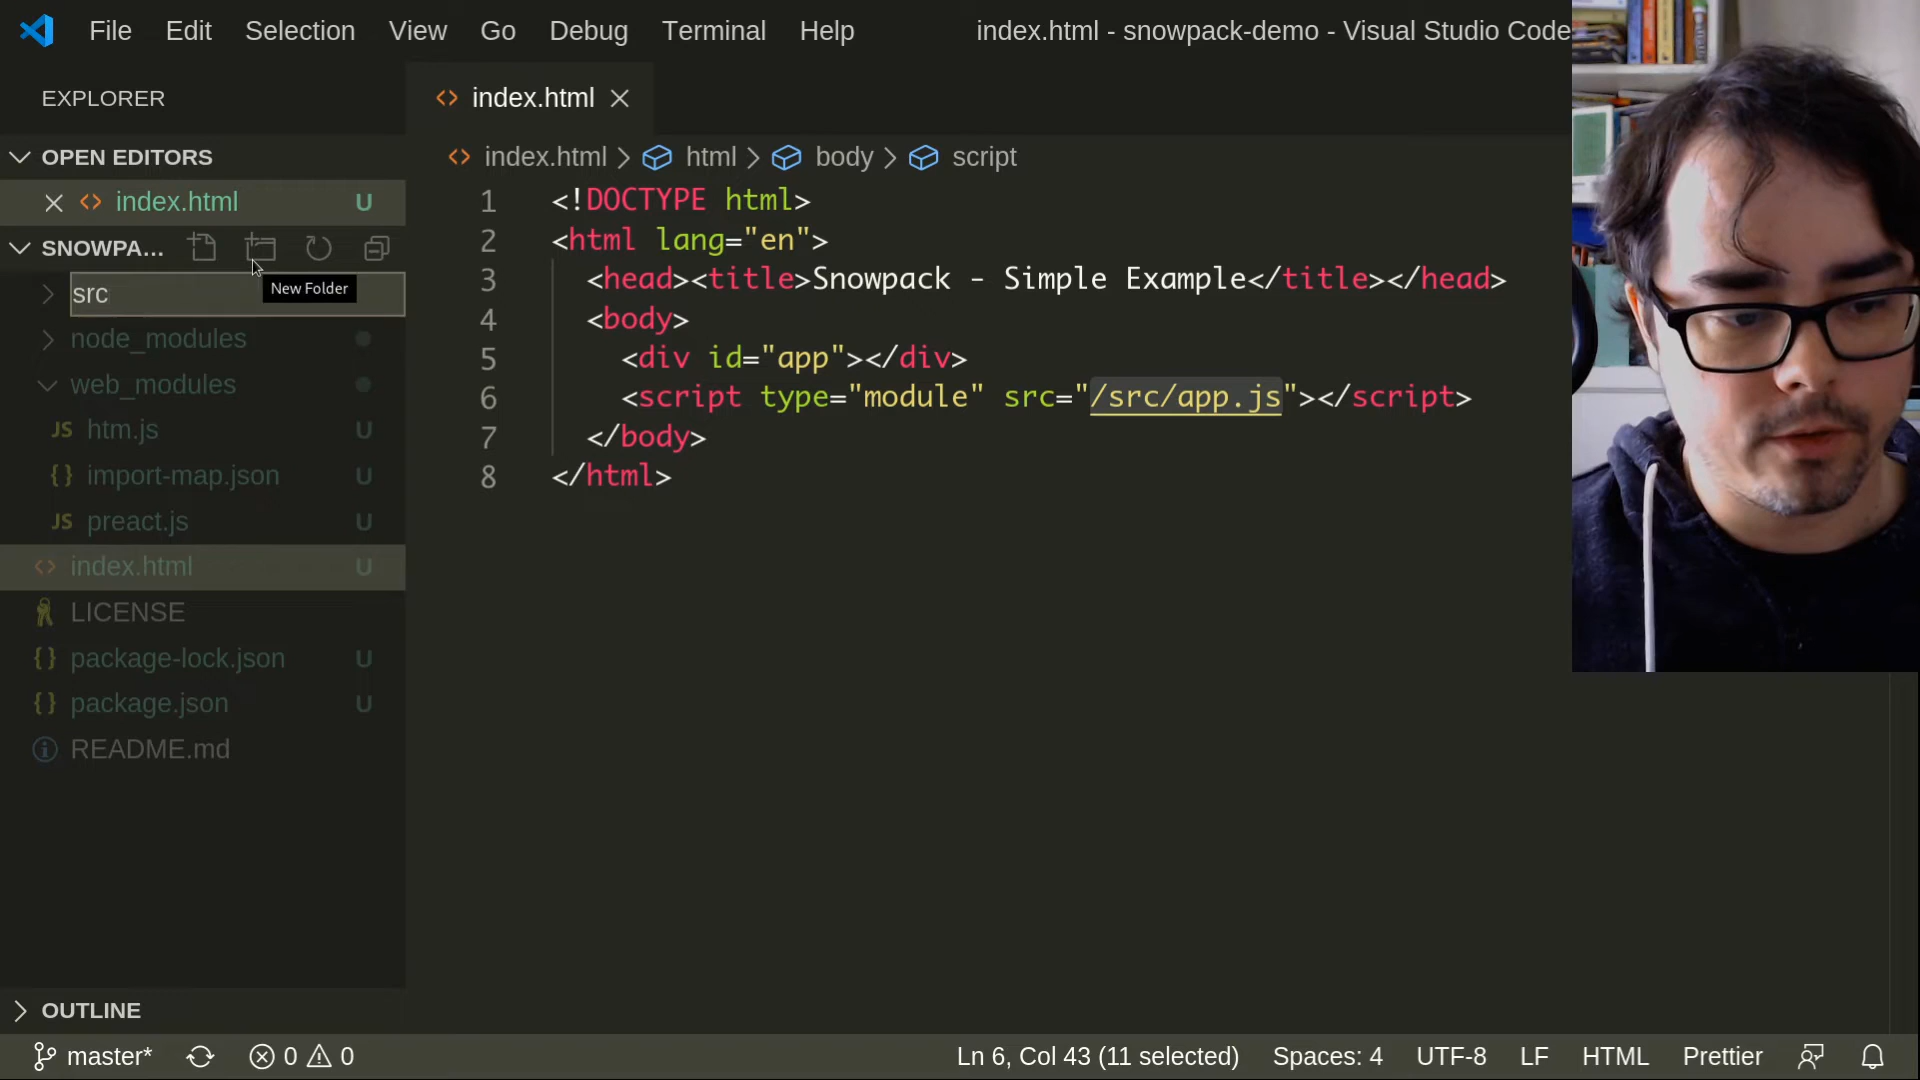 File Edit Selection View Go Debug Terminal Help index.html - snowpack-demo - Visual Studio Code
EXPLORER
index.html
OPEN EDITORS
index.html U
SNOWPA...
New Folder
src
node_modules
web_modules
JS htm.js U
{} import-map.json U
JS preact.js U
index.html U
LICENSE
{} package-lock.json U
{} package.json U
README.md
OUTLINE
index.html > html > body > script
1 <!DOCTYPE html>
2 <html lang="en">
3 <head><title>Snowpack - Simple Example</title></head>
4 <body>
5 <div id="app"></div>
6 <script type="module" src="/src/app.js"></script>
7 </body>
8 </html>
master* 0 0 Ln 6, Col 43 (11 selected) Spaces: 4 UTF-8 LF HTML Prettier